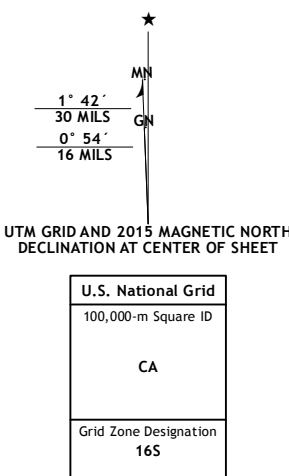 ★
MN
1° 42´
30 MILS
GN
0° 54´
16 MILS
UTM GRID AND 2015 MAGNETIC NORTH
DECLINATION AT CENTER OF SHEET
U.S. National Grid
100,000-m Square ID
CA
Grid Zone Designation
16S